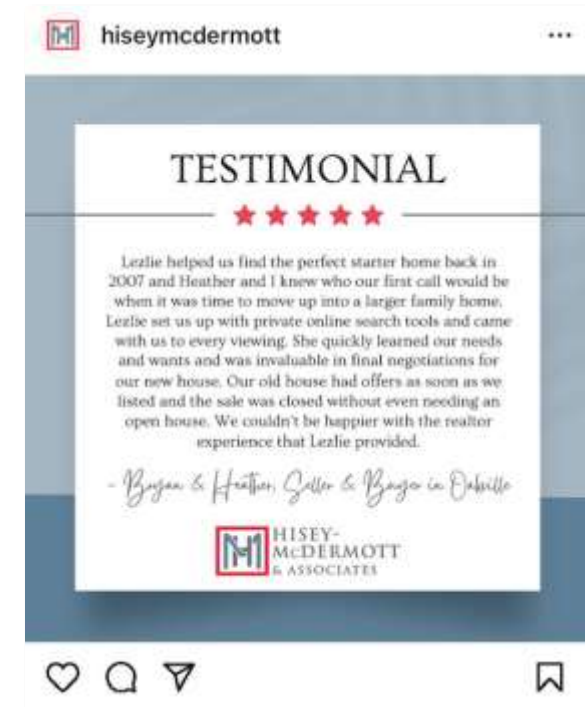 hiseymcdermott
TESTIMONIAL
Lezlie helped us find the perfect starter home back in
2007 and Heather and I knew who our first call would be
when it was time to move up into a larger family home.
Lezlie set us up with private online search tools and came
with us to every viewing. She quickly learned our needs
and wants and was invaluable in final negotiations for
our new house. Our old house had offers as soon as we
listed and the sale was closed without even needing an
open house. We couldn't be happier with the realtor
experience that Lezlie provided.
- & Heather, Seller & Buyer in Oakville
HISEY-
McDERMOTT
& ASSOCIATES